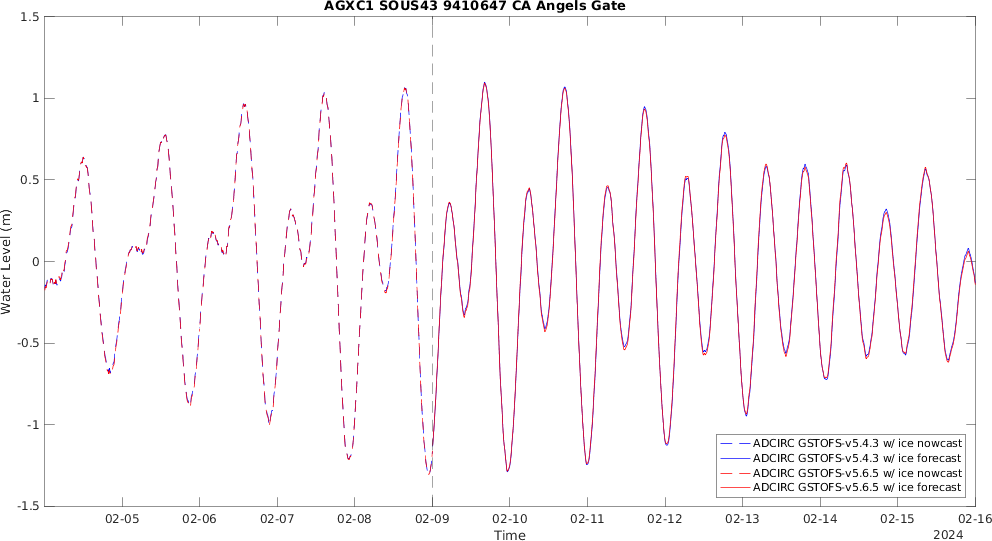 AGXC1 SOUS43 9410647 CA Angels Gate
1.5
1
0.5
0
-0.5
-1
-1.5
Water Level (m)
02-05
02-06
02-07
02-08
02-09
02-10
02-11
02-12
02-13
02-14
02-15
02-16
Time
2024
ADCIRC GSTOFS-v5.4.3 w/ ice nowcast
ADCIRC GSTOFS-v5.4.3 w/ ice forecast
ADCIRC GSTOFS-v5.6.5 w/ ice nowcast
ADCIRC GSTOFS-v5.6.5 w/ ice forecast